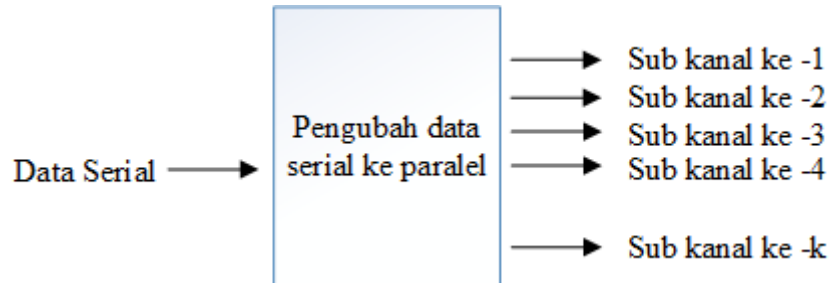 Data Serial
Pengubah data
serial ke paralel
Sub kanal ke -1
Sub kanal ke -2
Sub kanal ke -3
Sub kanal ke -4
Sub kanal ke -k